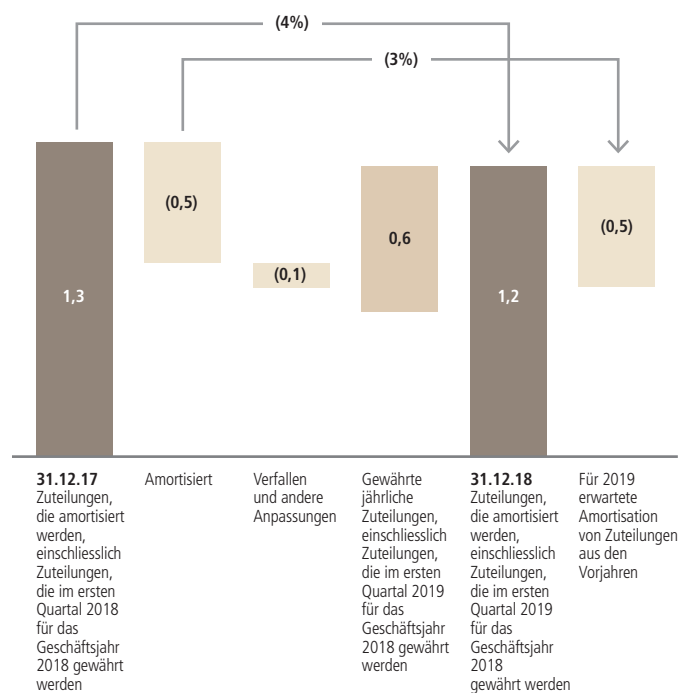 (4%)
(3%)
1,3
(0,5)
(0,1)
0,6
1,2
(0,5)
31.12.17
Zuteilungen,
die amortisiert
werden,
einschliesslich
Zuteilungen,
die im ersten
Quartal 2018
für das
Geschäftsjahr
2018 gewährt
werden
Amortisiert
Verfallen
und andere
Anpassungen
Gewährte
jährliche
Zuteilungen,
einschliesslich
Zuteilungen,
die im ersten
Quartal 2019
für das
Geschäftsjahr
2018 gewährt
werden
31.12.18
Zuteilungen,
die amortisiert
werden,
einschliesslich
Zuteilungen,
die im ersten
Quartal 2019
für das
Geschäftsjahr
2018
gewährt werden
Für 2019
erwartete
Amortisation
von Zuteilungen
aus den
Vorjahren